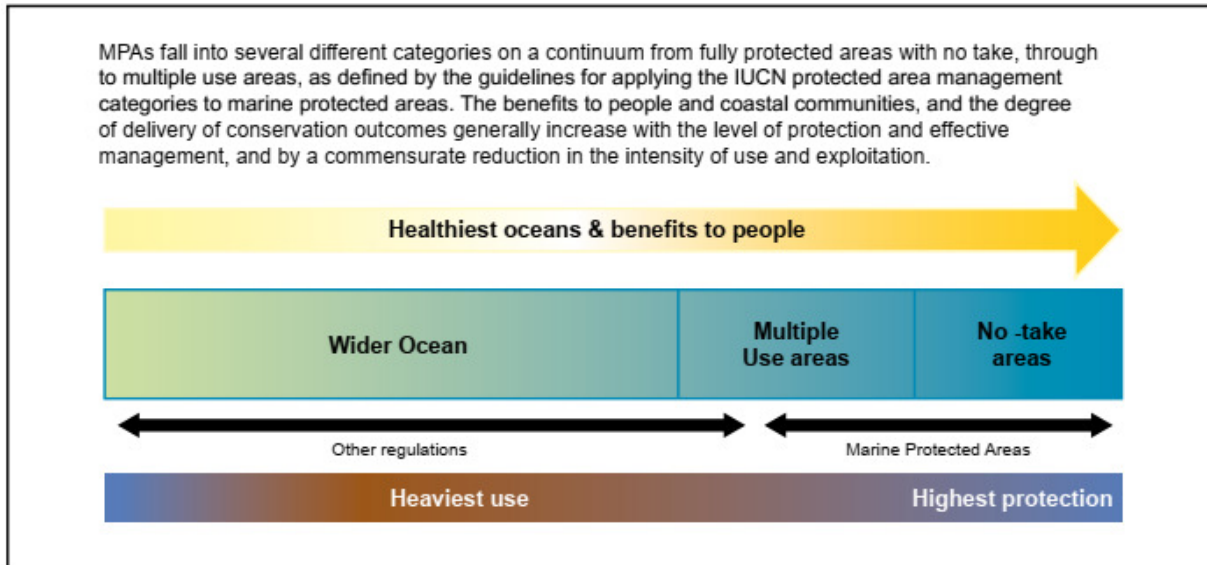 MPAs fall into several different categories on a continuum from fully protected areas with no take, through
to multiple use areas, as defined by the guidelines for applying the IUCN protected area management
categories to marine protected areas. The benefits to people and coastal communities, and the degree
of delivery of conservation outcomes generally increase with the level of protection and effective
management, and by a commensurate reduction in the intensity of use and exploitation.
Healthiest oceans & benefits to people
Wider Ocean
Multiple
Use areas
No -take
areas
Other regulations
Marine Protected Areas
Heaviest use
Highest protection